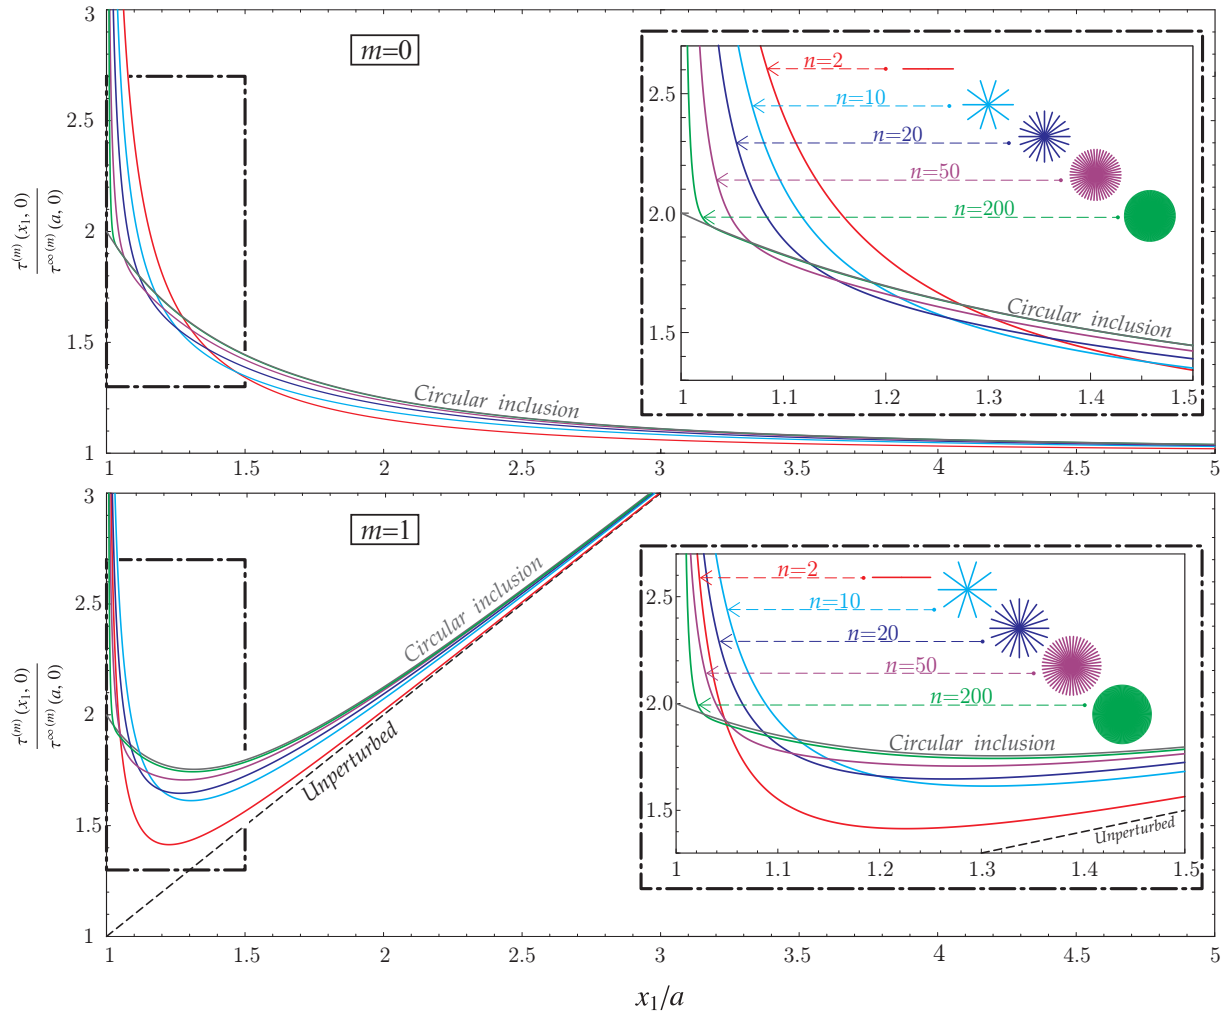 3
2.5
2
1.5
1
m=0
τ(m)(x1, 0)
τ∞(m)(a, 0)
Circular inclusion
1 1.5 2 2.5 3 3.5 4 4.5 5
2.5
2.0
1.5
n=2
n=10
n=20
n=50
n=200
Circular inclusion
1 1.1 1.2 1.3 1.4 1.5
3
2.5
2
1.5
1
m=1
τ(m)(x1, 0)
τ∞(m)(a, 0)
Circular inclusion
Unperturbed
1 1.5 2 2.5 3 3.5 4 4.5 5
2.5
2.0
1.5
n=2
n=10
n=20
n=50
n=200
Circular inclusion
Unperturbed
1 1.1 1.2 1.3 1.4 1.5
x1/a